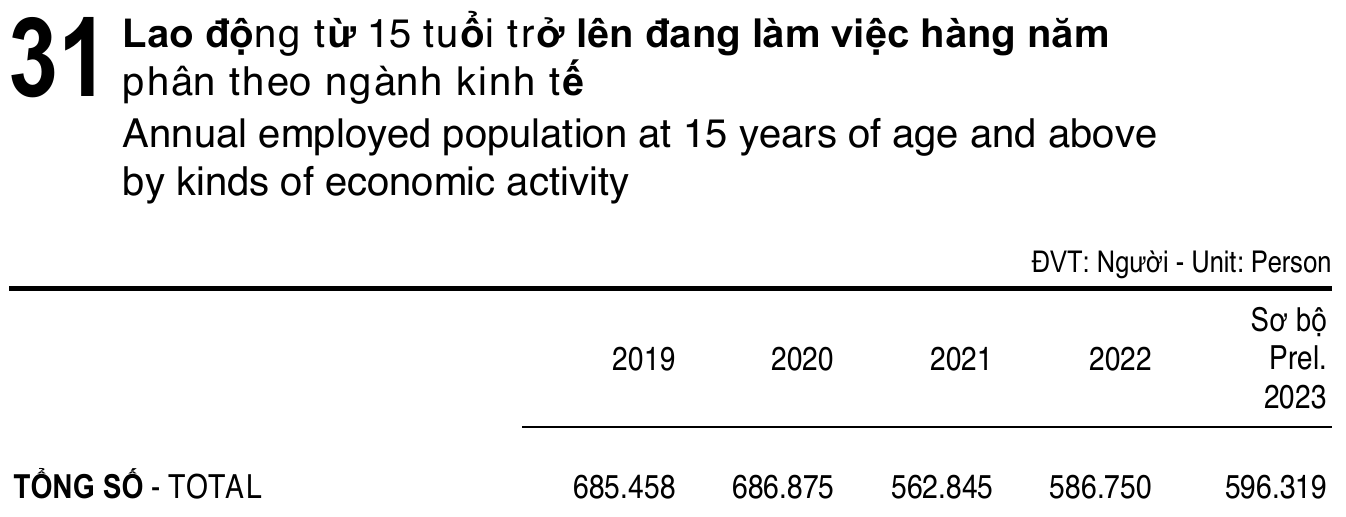 31 Lao động từ 15 tuổi trở lên đang làm việc hàng năm
phân theo ngành kinh tế
Annual employed population at 15 years of age and above
by kinds of economic activity
ĐVT: Người - Unit: Person
2019 2020 2021 2022 Sơ bộ
Prel.
2023
TỔNG SỐ - TOTAL 685.458 686.875 562.845 586.750 596.319